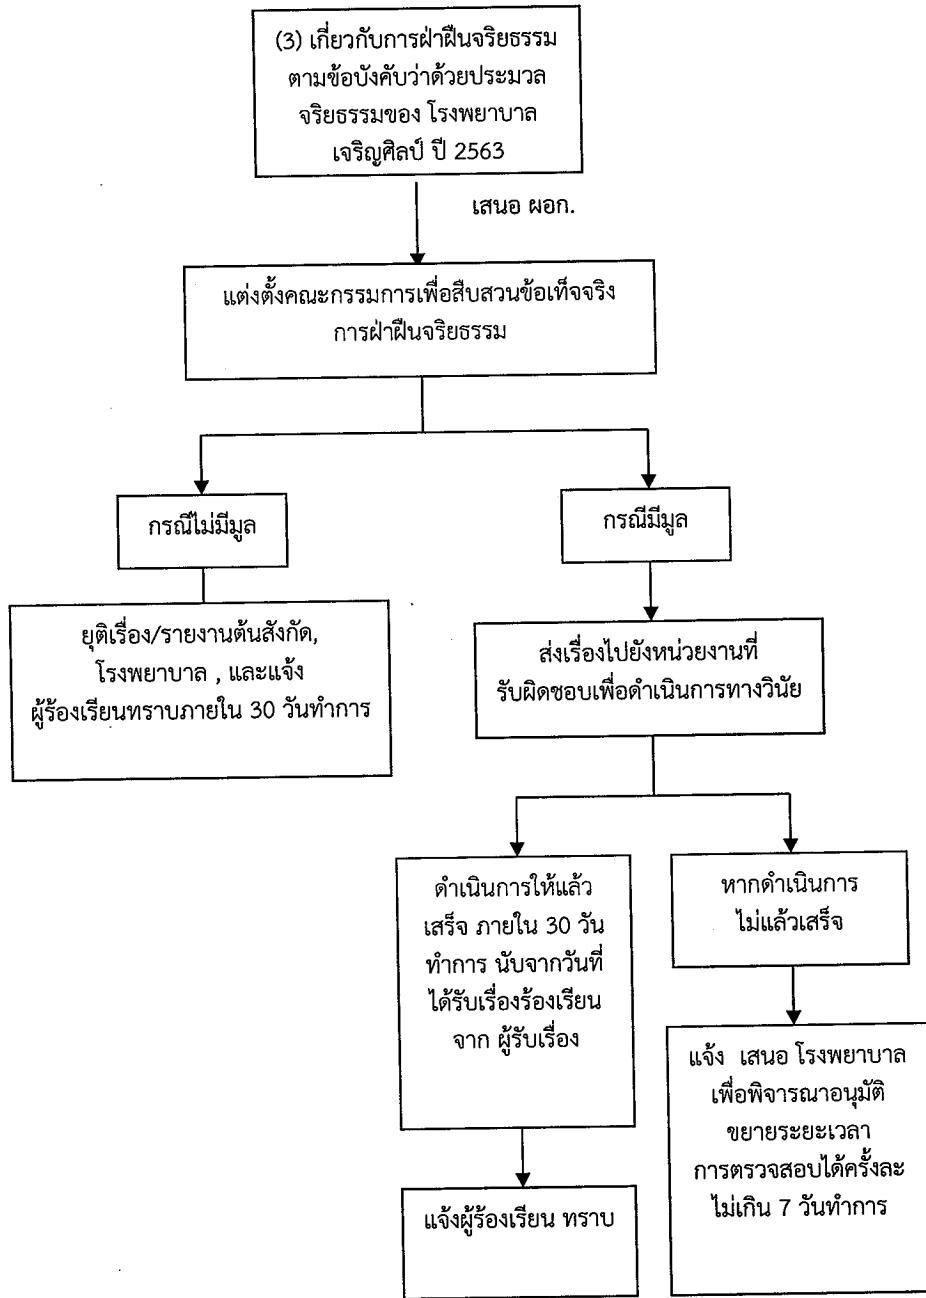 (3) เกี่ยวกับการฝ่าฝืนจริยธรรม
ตามข้อบังคับว่าด้วยประมวล
จริยธรรมของ โรงพยาบาล
เจริญศิลป์ ปี 2563
เสนอ ผอก.
แต่งตั้งคณะกรรมการเพื่อสืบสวนข้อเท็จจริง
การฝ่าฝืนจริยธรรม
กรณีไม่มีมูล
กรณีมีมูล
ยุติเรื่อง/รายงานต้นสังกัด,
โรงพยาบาล , และแจ้ง
ผู้ร้องเรียนทราบภายใน 30 วันทำการ
ส่งเรื่องไปยังหน่วยงานที่
รับผิดชอบเพื่อดำเนินการทางวินัย
ดำเนินการให้แล้ว
เสร็จ ภายใน 30 วัน
ทำการ นับจากวันที่
ได้รับเรื่องร้องเรียน
จาก ผู้รับเรื่อง
หากดำเนินการ
ไม่แล้วเสร็จ
แจ้ง เสนอ โรงพยาบาล
เพื่อพิจารณาอนุมัติ
ขยายระยะเวลา
การตรวจสอบได้ครั้งละ
ไม่เกิน 7 วันทำการ
แจ้งผู้ร้องเรียน ทราบ